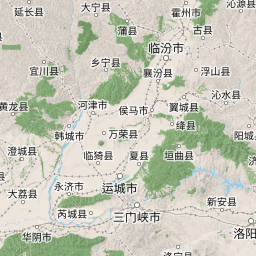 延长县
大宁县
霍州市
沁源县
蒲县
古县
临汾市
宜川县
乡宁县
襄汾县
浮山县
沁水县
黄龙县
河津市
侯马市
翼城县
绛县
韩城市
万荣县
阳城县
澄城县
临猗县
夏县
垣曲县
大荔县
永济市
运城市
芮城县
三门峡市
新安县
华阴市
洛阳